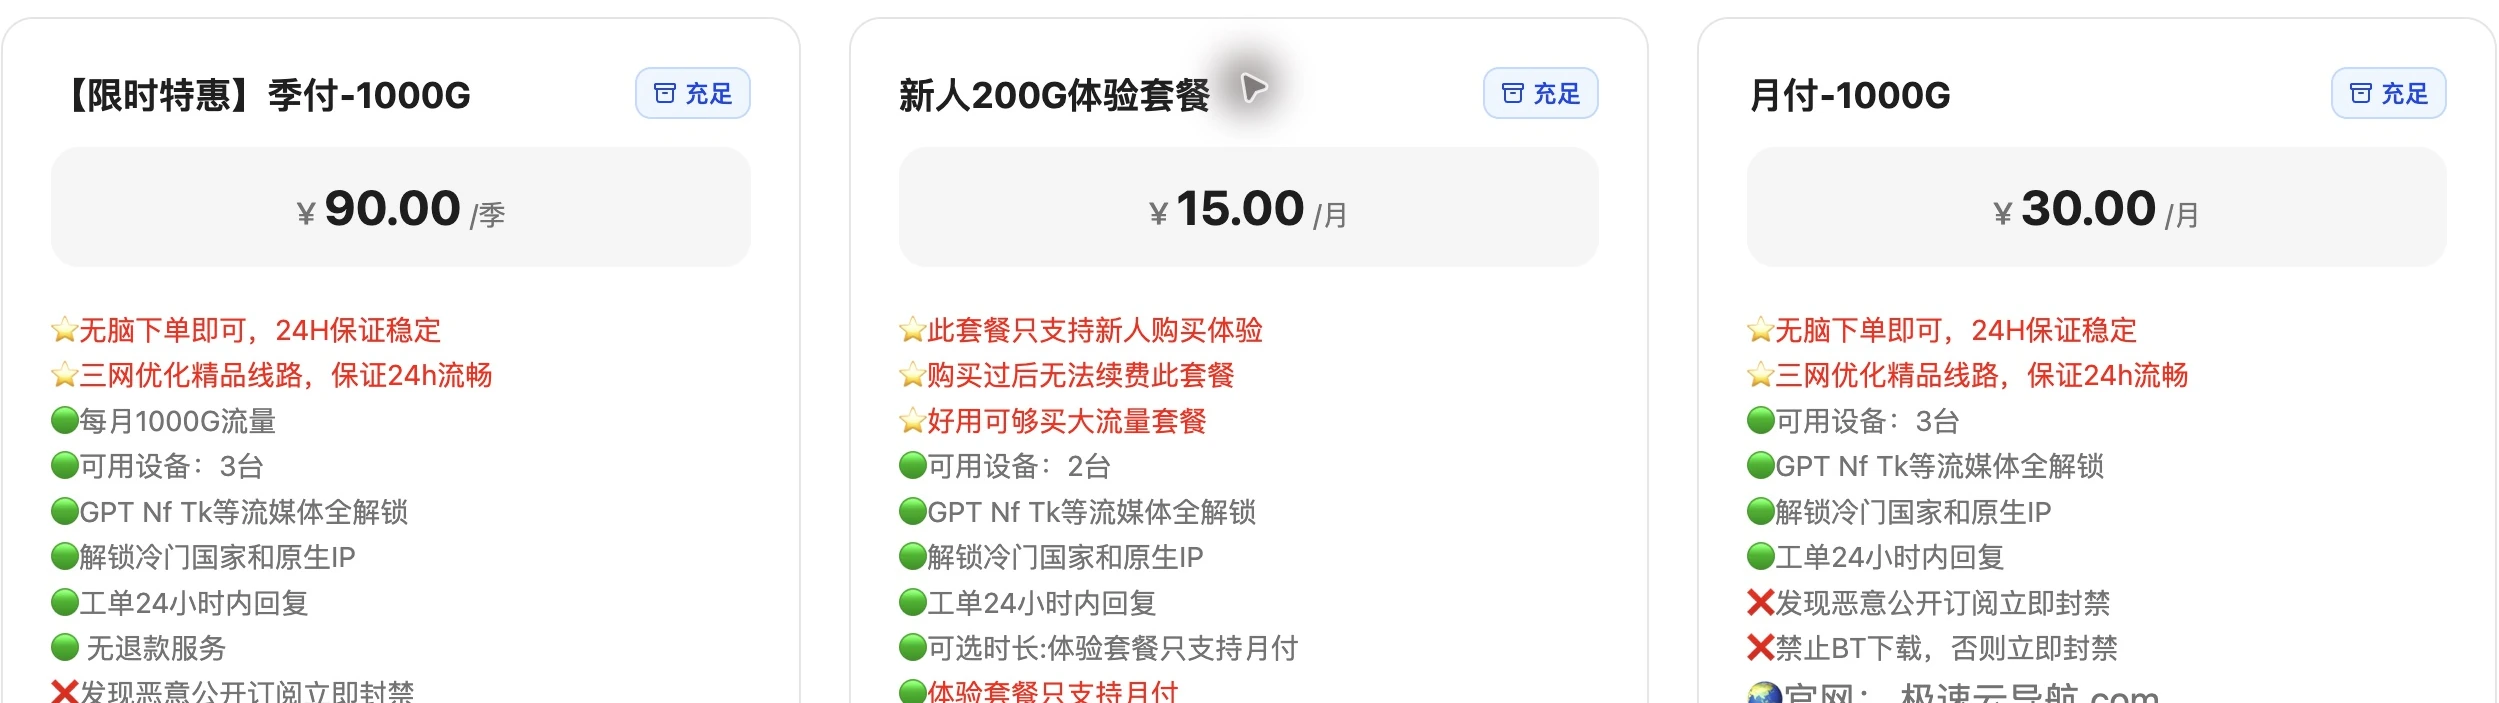 【限时特惠】季付-1000G
充足
¥ 90.00 /季
⭐无脑下单即可，24H保证稳定
⭐三网优化精品线路，保证24h流畅
🟢每月1000G流量
🟢可用设备：3台
🟢GPT Nf Tk等流媒体全解锁
🟢解锁冷门国家和原生IP
🟢工单24小时内回复
🟢 无退款服务
❌发现恶意公开订阅立即封禁
新人200G体验套餐
充足
¥ 15.00 /月
⭐此套餐只支持新人购买体验
⭐购买过后无法续费此套餐
⭐好用可够买大流量套餐
🟢可用设备：2台
🟢GPT Nf Tk等流媒体全解锁
🟢解锁冷门国家和原生IP
🟢工单24小时内回复
🟢可选时长:体验套餐只支持月付
🟢体验套餐只支持月付
月付-1000G
充足
¥ 30.00 /月
⭐无脑下单即可，24H保证稳定
⭐三网优化精品线路，保证24h流畅
🟢可用设备：3台
🟢GPT Nf Tk等流媒体全解锁
🟢解锁冷门国家和原生IP
🟢工单24小时内回复
❌发现恶意公开订阅立即封禁
❌禁止BT下载，否则立即封禁
🌏官网： 极速云导航.com